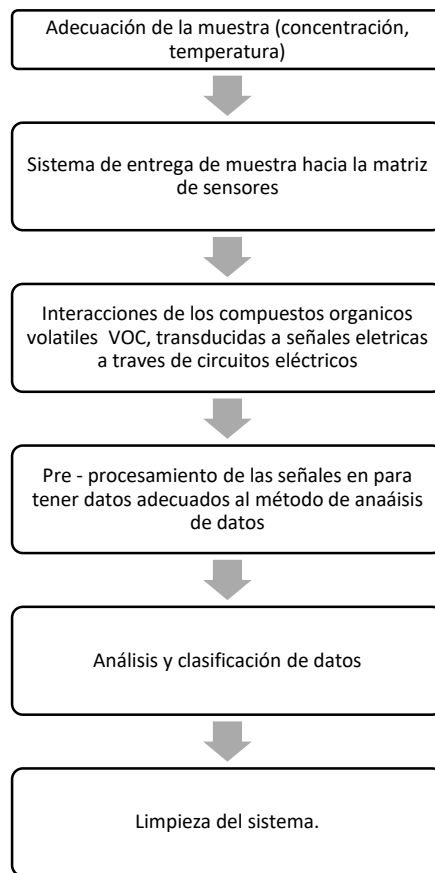 Adecuación de la muestra (concentración,
temperatura)
Sistema de entrega de muestra hacia la matriz
de sensores
Interacciones de los compuestos organicos
volatiles  VOC, transducidas a señales eletricas
a traves de circuitos eléctricos
Pre - procesamiento de las señales en para
tener datos adecuados al método de anaáisis
de datos
Análisis y clasificación de datos
Limpieza del sistema.